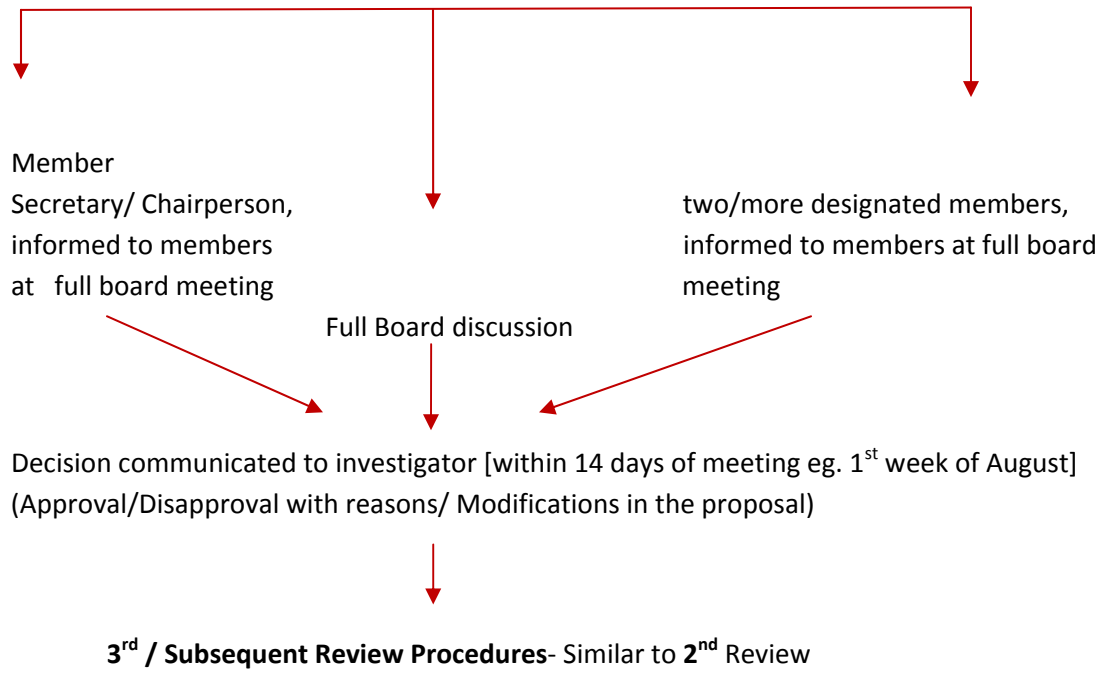 Member
Secretary/ Chairperson,
informed to members
at full board meeting
two/more designated members,
informed to members at full board
meeting
Full Board discussion
Decision communicated to investigator [within 14 days of meeting eg. 1st week of August]
(Approval/Disapproval with reasons/ Modifications in the proposal)
3rd / Subsequent Review Procedures- Similar to 2nd Review